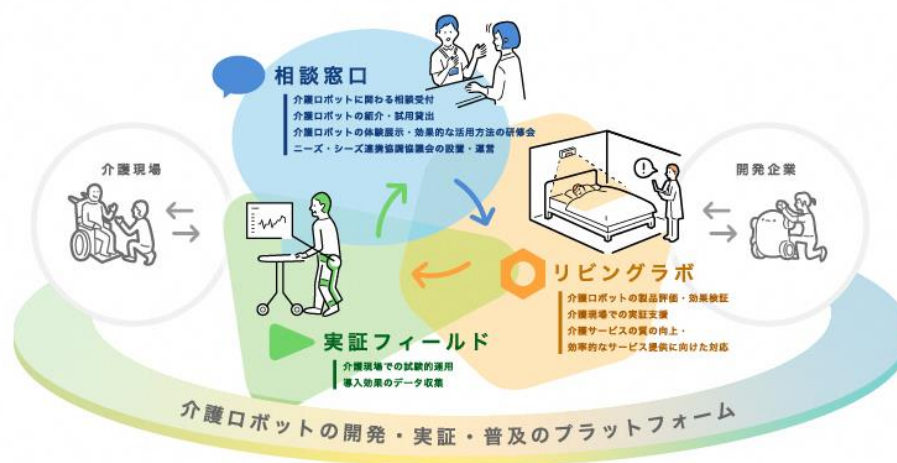 相談窓口
介護ロボットに関わる相談受付
介護ロボットの紹介・試用貸出
介護ロボットの体験展示・効果的な活用方法の研修会
ニーズ・シーズ連携協調協議会の設置・運営
介護現場
開発企業
リビングラボ
介護ロボットの製品評価・効果検証
介護現場での実証支援
介護サービスの質の向上・
効率的なサービス提供に向けた対応
実証フィールド
介護現場での試験的運用
導入効果のデータ収集
介護ロボットの開発・実証・普及のプラットフォーム